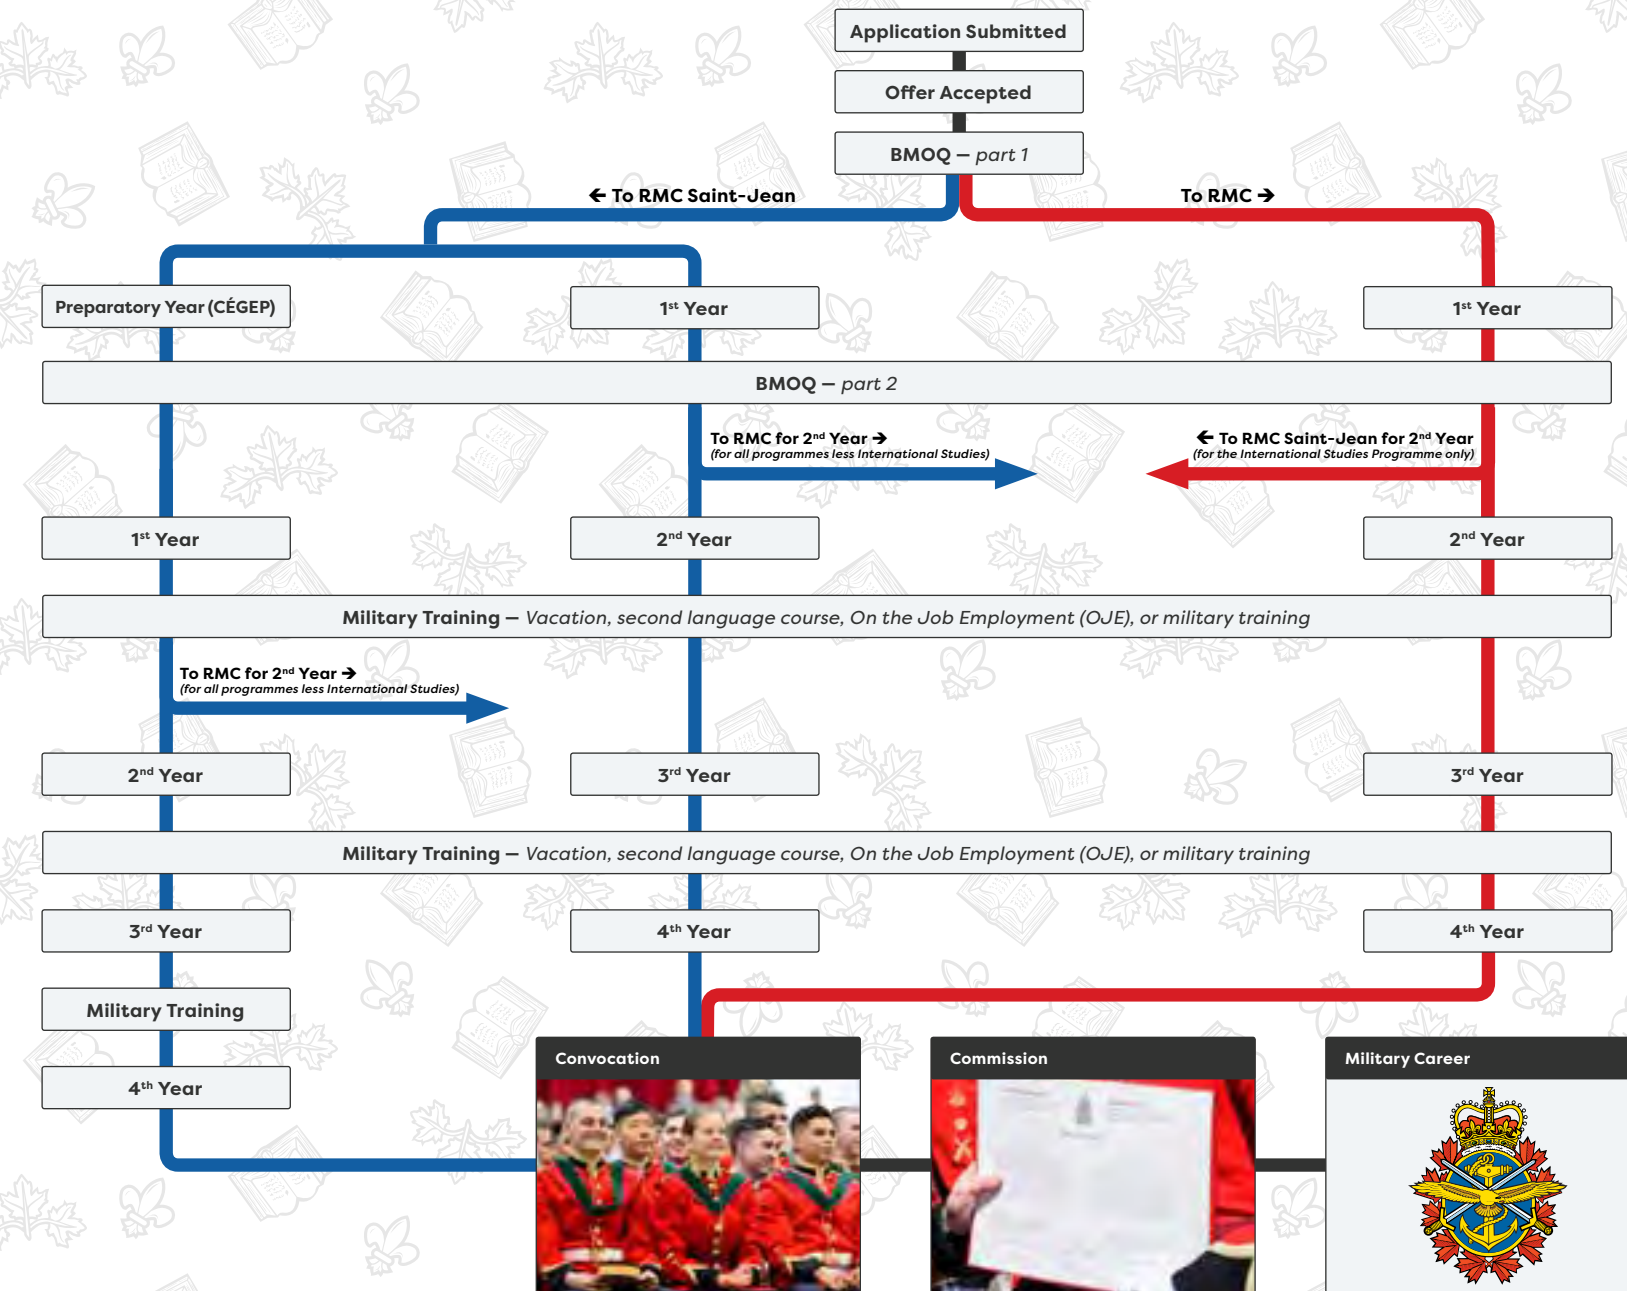 Application Submitted
Offer Accepted
BMOQ – part 1
← To RMC Saint-Jean
To RMC →
Preparatory Year (CÉGEP)
1st Year
1st Year
BMOQ – part 2
To RMC for 2nd Year →
(for all programmes less International Studies)
← To RMC Saint-Jean for 2nd Year
(for the International Studies Programme only)
1st Year
2nd Year
2nd Year
Military Training – Vacation, second language course, On the Job Employment (OJE), or military training
To RMC for 2nd Year →
(for all programmes less International Studies)
2nd Year
3rd Year
3rd Year
Military Training – Vacation, second language course, On the Job Employment (OJE), or military training
3rd Year
4th Year
4th Year
Military Training
4th Year
Convocation
Commission
Military Career